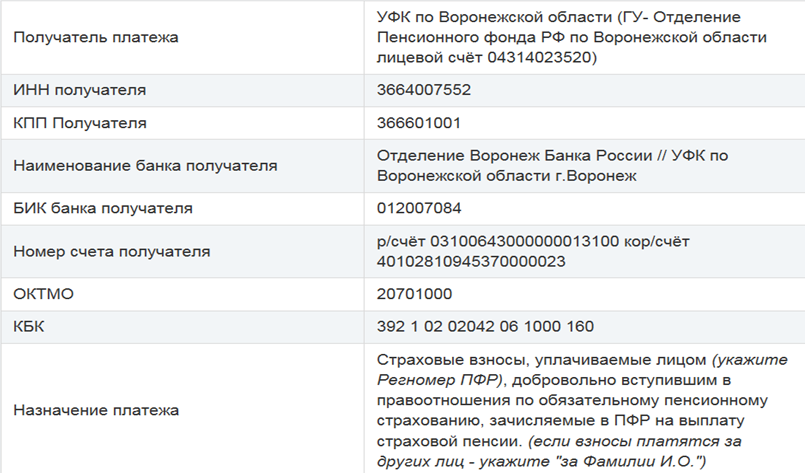 Получатель платежа
УФК по Воронежской области (ГУ- Отделение
Пенсионного фонда РФ по Воронежской области
лицевой счёт 04314023520)
ИНН получателя
3664007552
КПП Получателя
366601001
Наименование банка получателя
Отделение Воронеж Банка России // УФК по
Воронежской области г.Воронеж
БИК банка получателя
012007084
Номер счета получателя
р/счёт 03100643000000013100 кор/счёт
40102810945370000023
ОКТМО
20701000
КБК
392 1 02 02042 06 1000 160
Назначение платежа
Страховые взносы, уплачиваемые лицом (укажите
Регномер ПФР), добровольно вступившим в
правоотношения по обязательному пенсионному
страхованию, зачисляемые в ПФР на выплату
страховой пенсии. (если взносы платятся за
других лиц - укажите "за Фамилии И.О.")